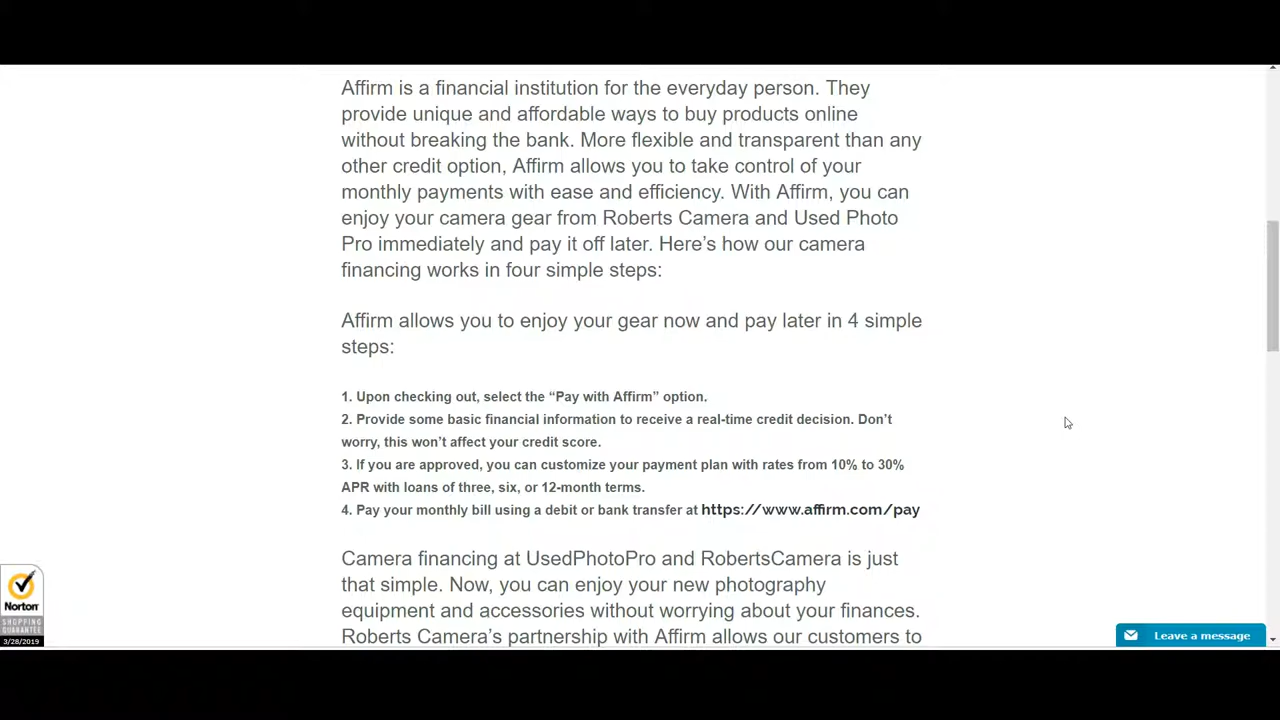 Affirm is a financial institution for the everyday person. They
provide unique and affordable ways to buy products online
without breaking the bank. More flexible and transparent than any
other credit option, Affirm allows you to take control of your
monthly payments with ease and efficiency. With Affirm, you can
enjoy your camera gear from Roberts Camera and Used Photo
Pro immediately and pay it off later. Here’s how our camera
financing works in four simple steps:
Affirm allows you to enjoy your gear now and pay later in 4 simple
steps:
1. Upon checking out, select the “Pay with Affirm” option.
2. Provide some basic financial information to receive a real-time credit decision. Don’t
worry, this won’t affect your credit score.
3. If you are approved, you can customize your payment plan with rates from 10% to 30%
APR with loans of three, six, or 12-month terms.
4. Pay your monthly bill using a debit or bank transfer at https://www.affirm.com/pay
Camera financing at UsedPhotoPro and RobertsCamera is just
that simple. Now, you can enjoy your new photography
equipment and accessories without worrying about your finances.
Roberts Camera’s partnership with Affirm allows our customers to
Norton
SHOPPING
GUARANTEE
3/28/2019
Leave a message